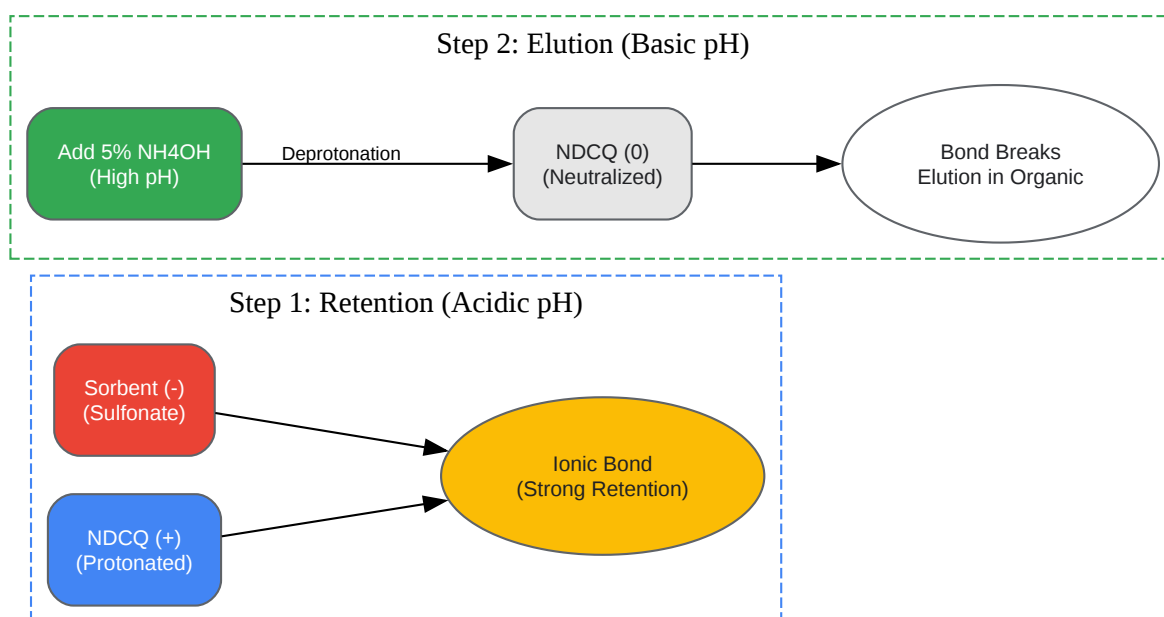 Step 2: Elution (Basic pH)
Add 5% NH4OH
(High pH)
Deprotonation
NDCQ (0)
(Neutralized)
Bond Breaks
Elution in Organic
Step 1: Retention (Acidic pH)
Sorbent (-)
(Sulfonate)
Ionic Bond
(Strong Retention)
NDCQ (+)
(Protonated)